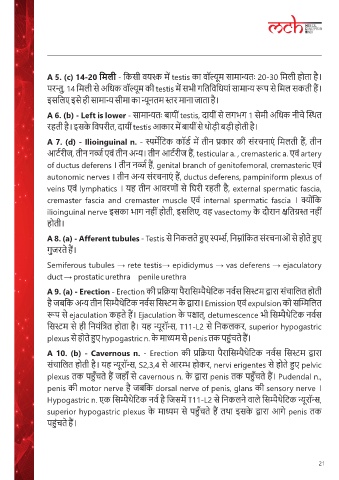 mch
A 5. (c) 14-20 मिली - किसी वयस्क में testis का वॉल्यूम सामान्यतः 20-30 मिली होता है।
परन्तु, 14 मिली से अधिक वॉल्यूम की testis में सभी गतिविधियां सामान्य रूप से मिल सकती हैं।
इसलिए इसे ही सामान्य सीमा का न्यूनतम स्तर माना जाता है।
A 6. (b) - Left is lower - सामान्यतः बायीं testis, दायीं से लगभग 1 सेमी अधिक नीचे स्थित
रहती है। इसके विपरीत, दायीं testis आकार में बायीं से थोड़ी बड़ी होती है।
A 7. (d) - Ilioinguinal n. - स्पर्मेटिक कॉर्ड में तीन प्रकार की संरचनाएं मिलती हैं, तीन
आर्टरीज, तीन नर्व्ज एवं तीन अन्य। तीन आर्टरीज हैं, testicular a. , cremasteric a. एवं artery
of ductus deferens । तीन नर्व्ज हैं, genital branch of genitofemoral, cremasteric एवं
autonomic nerves । तीन अन्य संरचनाएं हैं, ductus deferens, pampiniform plexus of
veins एवं lymphatics । यह तीन आवरणों से घिरी रहती है, external spermatic fascia,
cremaster fascia and cremaster muscle एवं internal spermatic fascia । क्योंकि
ilioinguinal nerve इसका भाग नहीं होती, इसलिए, वह vasectomy के दौरान क्षतिग्रस्त नहीं
होती।
A 8. (a) - Afferent tubules - Testis से निकलते हुए स्पर्म्स, निम्नांकित संरचनाओं से होते हुए
गुजरते हैं।
Semiferous tubules → rete testis→ epididymus → vas deferens → ejaculatory
duct→ prostatic urethra penile urethra
A 9. (a) - Erection - Erection की प्रक्रिया पैरासिम्पैथेटिक नर्वस सिस्टम द्वारा संचालित होती
है जबकि अन्य तीन सिम्पैथेटिक नर्वस सिस्टम के द्वारा। Emission एवं expulsion को सम्मिलित
रूप से ejaculation कहते हैं। Ejaculation के पश्चात्, detumescence भी सिम्पैथेटिक नर्वस
सिस्टम से ही नियंत्रित होता है। यह न्यूरॉन्स, T11-L2 से निकलकर, superior hypogastric
plexus से होते हुए hypogastric n. के माध्यम से penis तक पहुंचते हैं।
A 10. (b) - Cavernous n. - Erection की प्रक्रिया पैरासिम्पैथेटिक नर्वस सिस्टम द्वारा
संचालित होती है। यह न्यूरॉन्स, S2,3,4 से आरम्भ होकर, nervi erigentes से होते हुए pelvic
plexus तक पहुँचते हैं जहाँ से cavernous n. के द्वारा penis तक पहुँचते हैं। Pudendal n.,
penis की motor nerve है जबकि dorsal nerve of penis, glans की sensory nerve ।
Hypogastric n. एक सिम्पैथेटिक नर्व है जिसमें T11-L2 से निकलने वाले सिम्पैथेटिक न्यूरॉन्स,
superior hypogastric plexus के माध्यम से पहुँचते हैं तथा इसके द्वारा आगे penis तक
पहुंचते हैं।
21